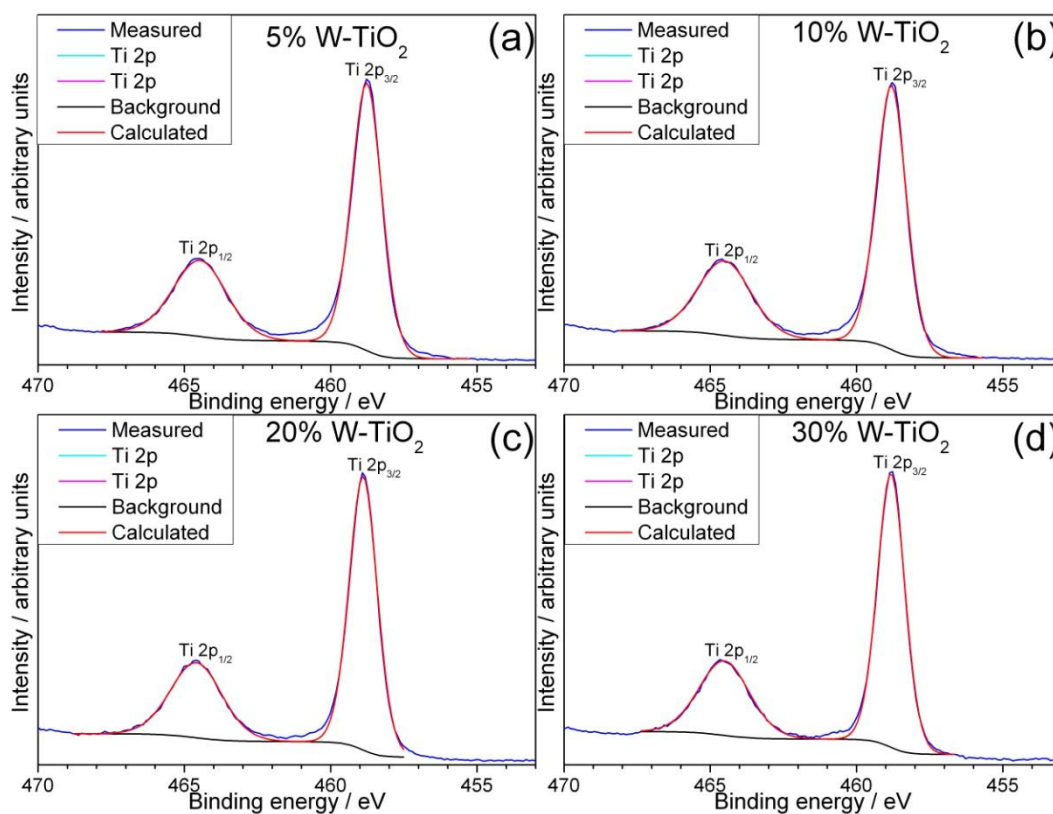 5% W-TiO₂
(a)
Measured
Ti 2p
Ti 2p
Background
Calculated
Ti 2p₃/₂
Ti 2p₁/₂
Intensity / arbitrary units
470 465 460 455
Binding energy / eV
10% W-TiO₂
(b)
Measured
Ti 2p
Ti 2p
Background
Calculated
Ti 2p₃/₂
Ti 2p₁/₂
Intensity / arbitrary units
470 465 460 455
Binding energy / eV
20% W-TiO₂
(c)
Measured
Ti 2p
Ti 2p
Background
Calculated
Ti 2p₃/₂
Ti 2p₁/₂
Intensity / arbitrary units
470 465 460 455
Binding energy / eV
30% W-TiO₂
(d)
Measured
Ti 2p
Ti 2p
Background
Calculated
Ti 2p₃/₂
Ti 2p₁/₂
Intensity / arbitrary units
470 465 460 455
Binding energy / eV